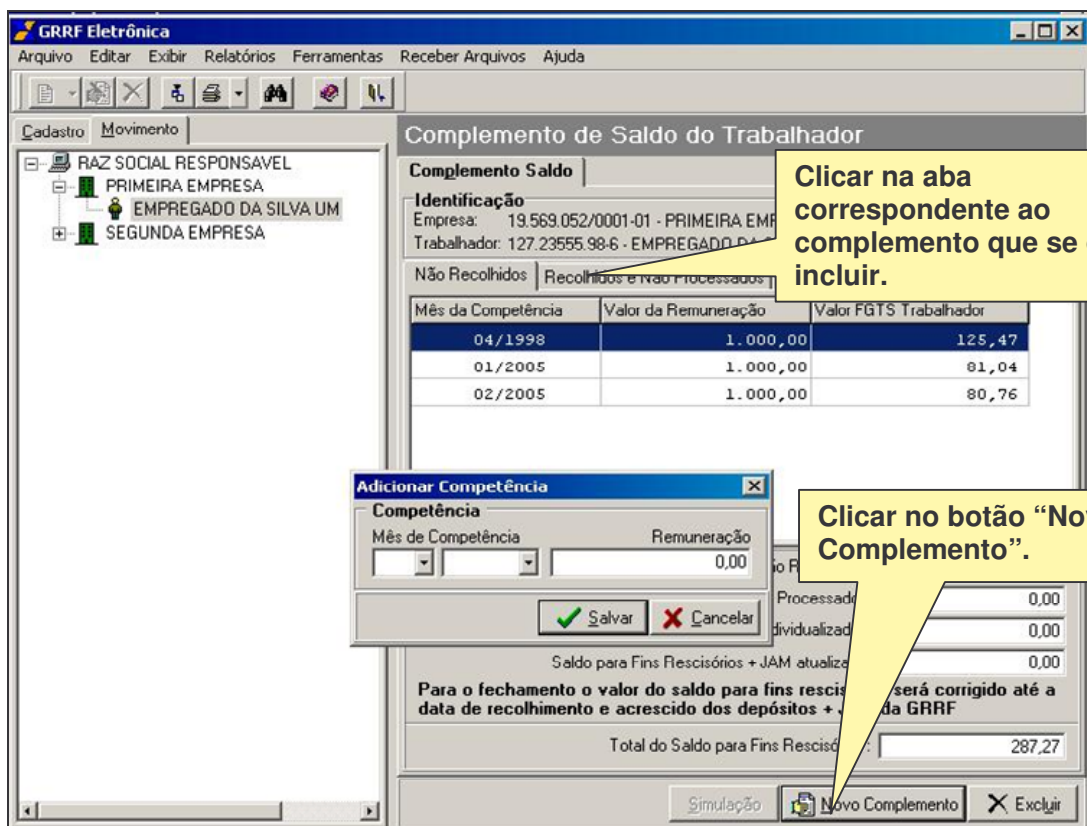 GRRF Eletrônica
Arquivo Editar Exibir Relatórios Ferramentas Receber Arquivos Ajuda
Cadastro Movimento
RAZ SOCIAL RESPONSAVEL
PRIMEIRA EMPRESA
EMPREGADO DA SILVA UM
SEGUNDA EMPRESA
Complemento de Saldo do Trabalhador
Complemento Saldo
Identificação
Empresa: 19.569.052/0001-01 - PRIMEIRA EMP
Trabalhador: 127.23555.98-6 - EMPREGADO DA S
Clicar na aba
correspondente ao
complemento que se
incluir.
Não Recolhidos Recolhidos e Não Processados
Mês da Competência Valor da Remuneração Valor FGTS Trabalhador
04/1998 1.000,00 125,47
01/2005 1.000,00 81,04
02/2005 1.000,00 80,76
Adicionar Competência
Competência
Mês de Competência Remuneração
0,00
Salvar Cancelar
Clicar no botão “Nov
Complemento”.
ão R
Processad 0,00
dividualizad 0,00
Saldo para Fins Rescisórios + JAM atualiza 0,00
Para o fechamento o valor do saldo para fins rescis será corrigido até a
data de recolhimento e acrescido dos depósitos + J da GRRF
Total do Saldo para Fins Rescisó : 287,27
Simulação Novo Complemento Excluir